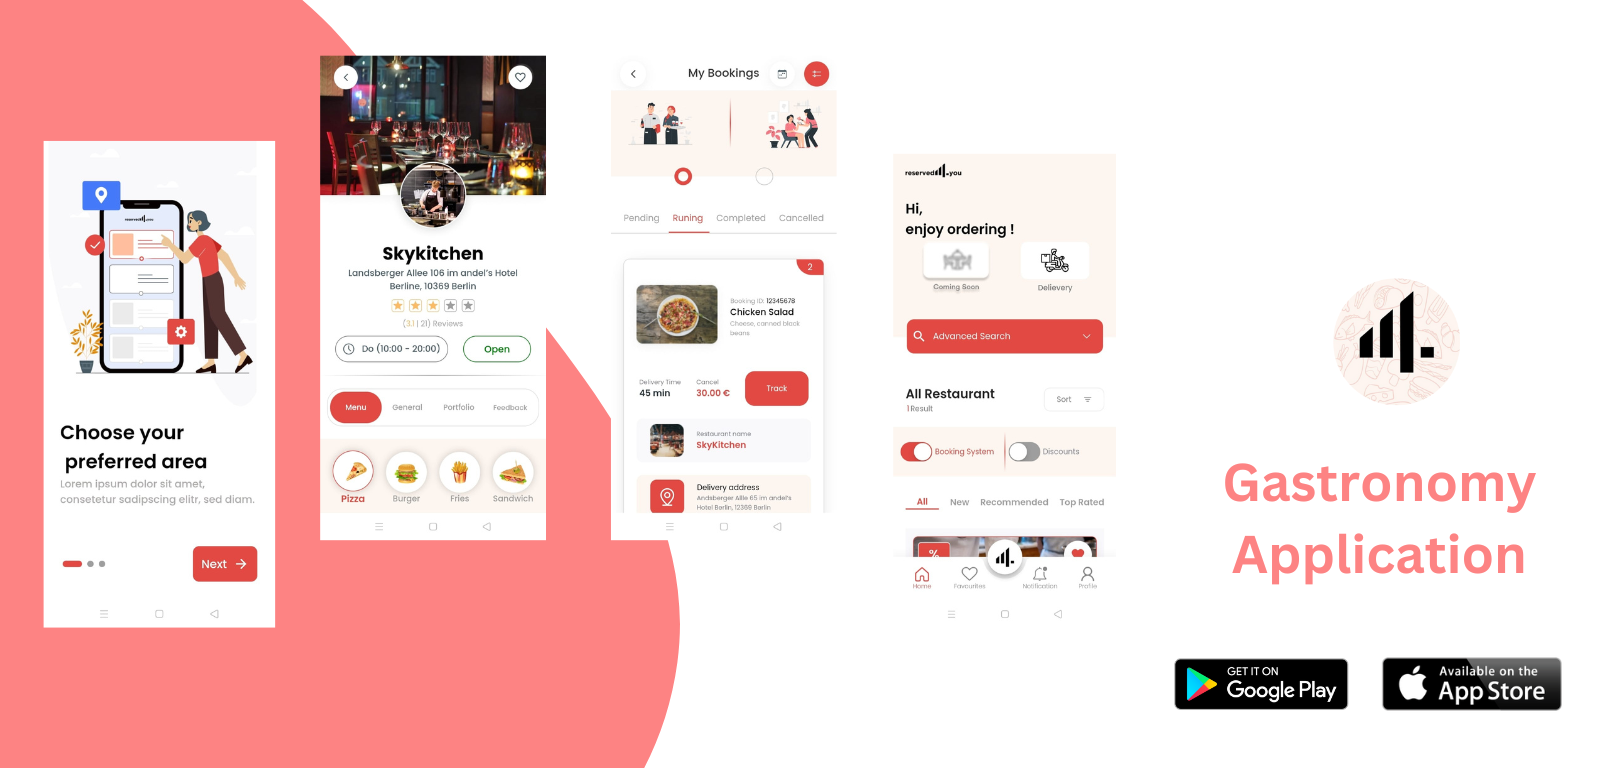 reserved you
Choose your
preferred area
Lorem ipsum dolor sit amet,
consetetur sadipscing elitr, sed diam.
Next
Skykitchen
Landsberger Allee 106 im andel's Hotel
Berline, 10369 Berlin
(3.1 | 21) Reviews
Do (10:00 - 20:00)
Open
Menu
General
Portfolio
Feedback
Pizza
Burger
Fries
Sandwich
My Bookings
Pending
Runing
Completed
Cancelled
2
Booking ID: 12345678
Chicken Salad
Cheese, canned black
beans
Delivery Time
45 min
Cancel
30.00 €
Track
Restaurant name
SkyKitchen
Delivery address
Andsberger Allle 65 im andel's
Hotel Berlin, 12399 Berlin
reserved you
Hi,
enjoy ordering !
Coming Soon
Delievery
Advanced Search
All Restaurant
1 Result
Sort
Booking System
Discounts
All
New
Recommended
Top Rated
%
Home
Favourites
Notification
Profile
Gastronomy
Application
GET IT ON
Google Play
Available on the
App Store